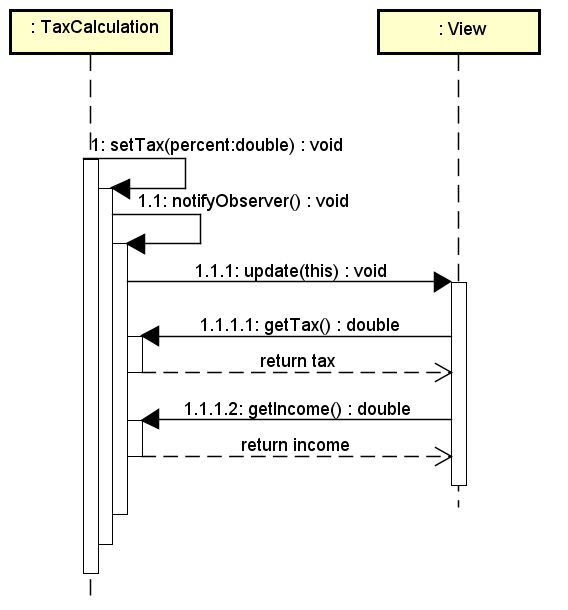 : TaxCalculation
: View
1: setTax(percent:double) : void
1.1: notifyObserver() : void
1.1.1: update(this) : void
1.1.1.1: getTax() : double
return tax
1.1.1.2: getIncome() : double
return income